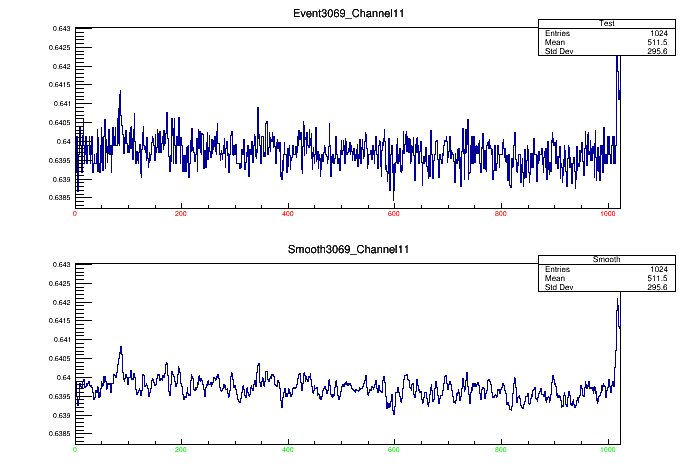 Event3069_Channel11
Test
Entries 1024
Mean 511.5
Std Dev 295.6
0.643
0.6425
0.642
0.6415
0.641
0.6405
0.64
0.6395
0.639
0.6385
0 200 400 600 800 1000
Smooth3069_Channel11
Smooth
Entries 1024
Mean 511.5
Std Dev 295.6
0.643
0.6425
0.642
0.6415
0.641
0.6405
0.64
0.6395
0.639
0.6385
0 200 400 600 800 1000